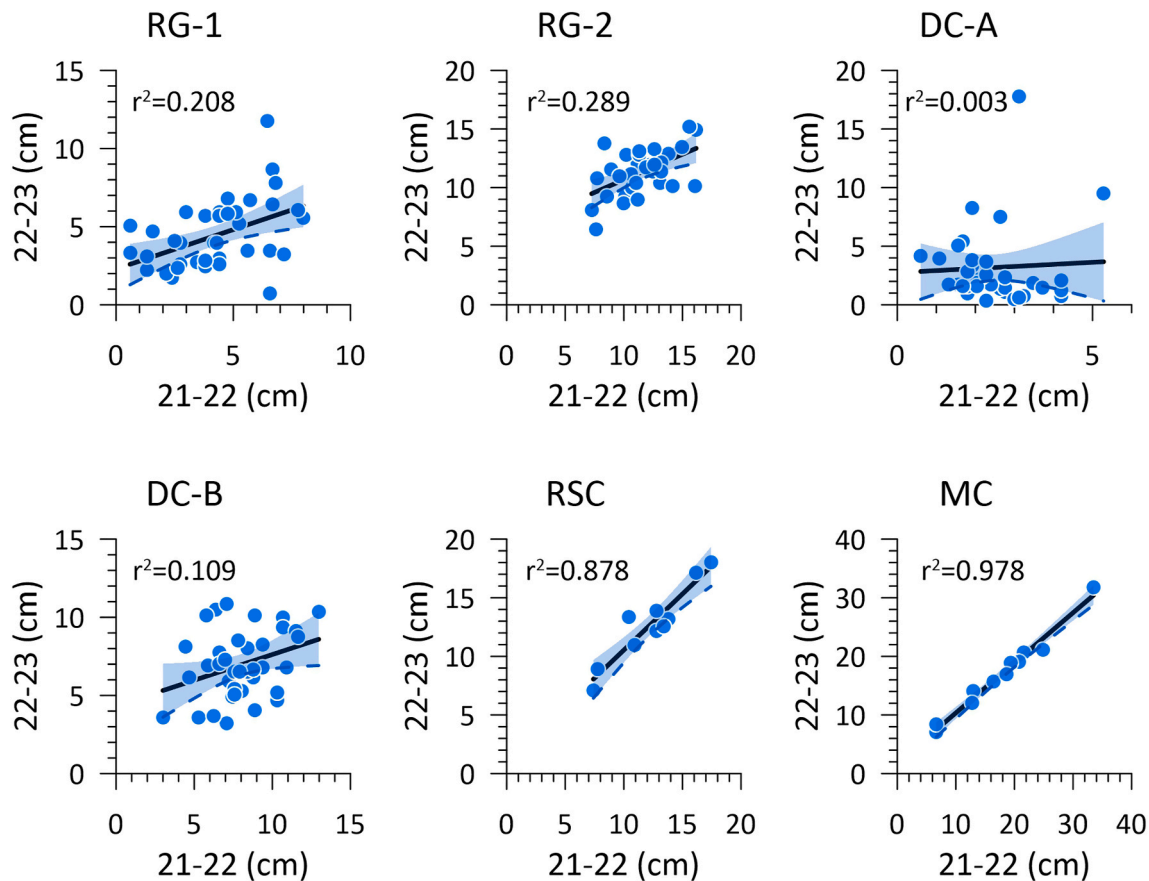 RG-1 RG-2 DC-A
15 20 20
r²=0.208 r²=0.289 r²=0.003
15 15
10
10 10
22-23 (cm) 22-23 (cm) 22-23 (cm)
5 5 5
0 0 0
0 5 10 0 5 10 15 20 0 5
21-22 (cm) 21-22 (cm) 21-22 (cm)
DC-B RSC MC
15 20 40
r²=0.109 r²=0.878 r²=0.978
15 30
10
10 20
22-23 (cm) 22-23 (cm) 22-23 (cm)
5 5 10
0 0 0
0 5 10 15 0 5 10 15 20 0 10 20 30 40
21-22 (cm) 21-22 (cm) 21-22 (cm)